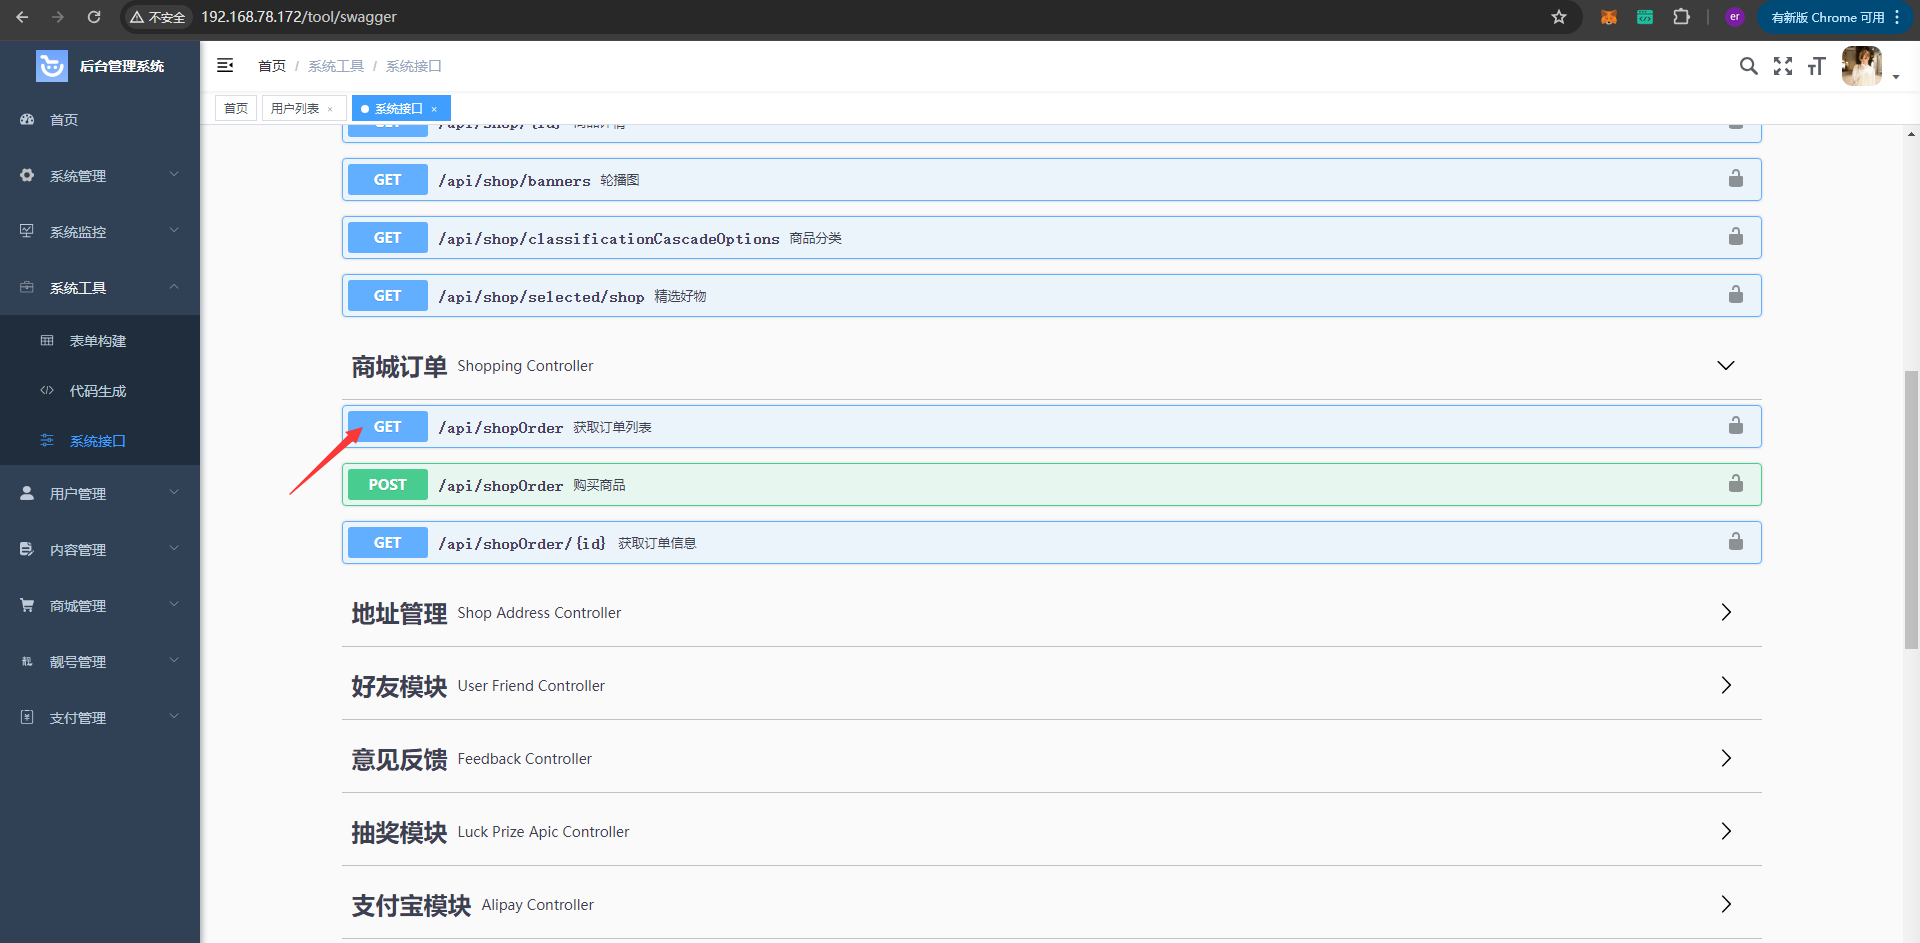 不安全
192.168.78.172/tool/swagger
er
有新版 Chrome 可用
后台管理系统
首页 / 系统工具 / 系统接口
首页
用户列表 ×
系统接口 ×
首页
系统管理
系统监控
系统工具
表单构建
代码生成
系统接口
用户管理
内容管理
商城管理
靓号管理
支付管理
GET /api/shop/{id} 商品详情
GET /api/shop/banners 轮播图
GET /api/shop/classificationCascadeOptions 商品分类
GET /api/shop/selected/shop 精选好物
商城订单 Shopping Controller
GET /api/shopOrder 获取订单列表
POST /api/shopOrder 购买商品
GET /api/shopOrder/{id} 获取订单信息
地址管理 Shop Address Controller
好友模块 User Friend Controller
意见反馈 Feedback Controller
抽奖模块 Luck Prize Apic Controller
支付宝模块 Alipay Controller